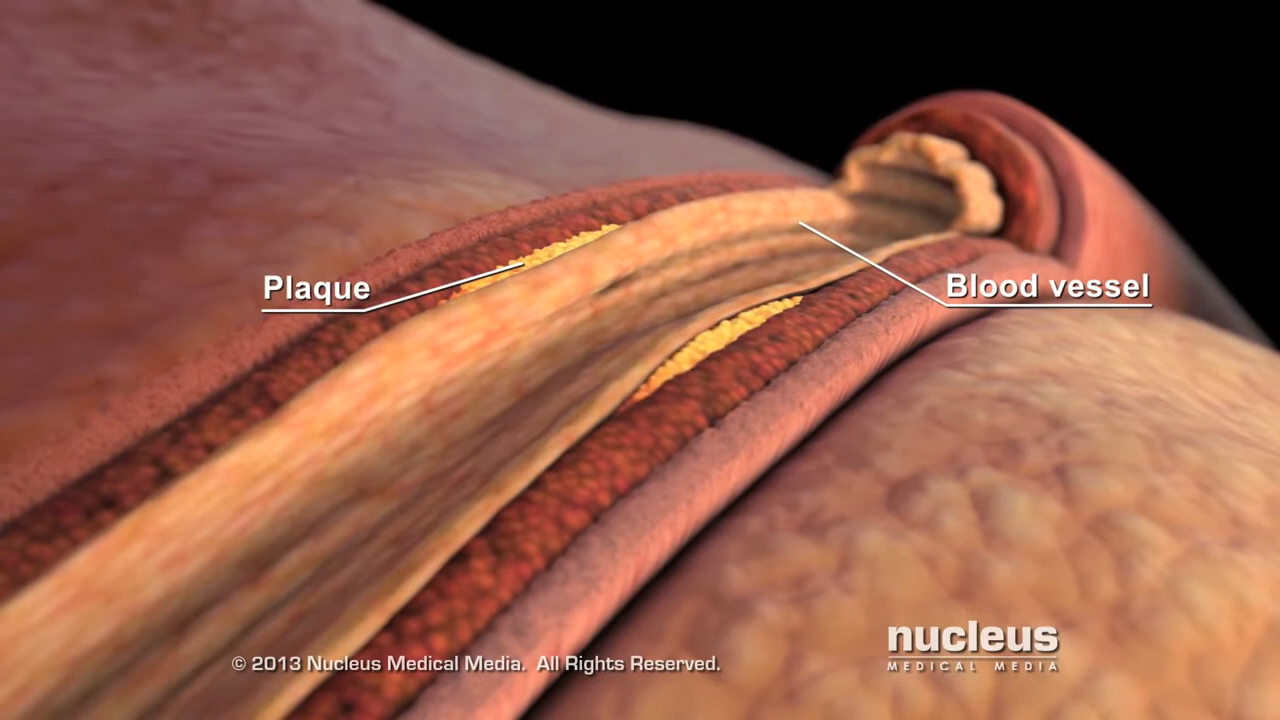 Plaque
Blood vessel
nucleus
MEDICAL MEDIA
© 2013 Nucleus Medical Media. All Rights Reserved.